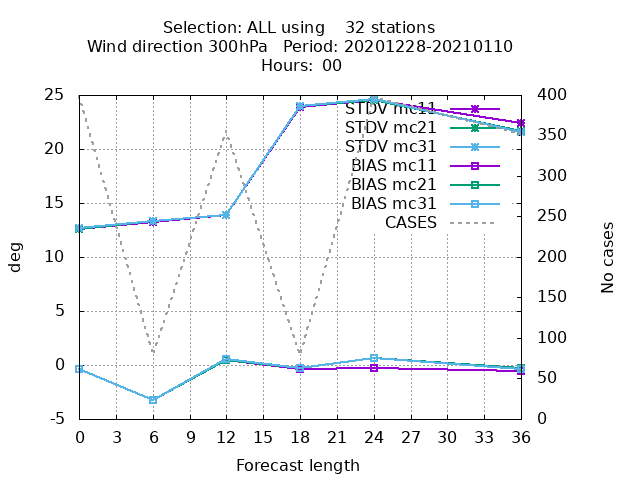 Selection: ALL using    32 stations
Wind direction 300hPa   Period: 20201228-20210110
Hours: 00
deg
No cases
25
20
15
10
5
0
-5
400
350
300
250
200
150
100
50
0
STDV mc11
STDV mc21
STDV mc31
BIAS mc11
BIAS mc21
BIAS mc31
CASES
0 3 6 9 12 15 18 21 24 27 30 33 36
Forecast length